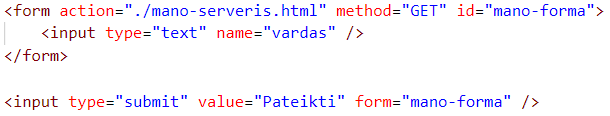 <form action="./mano-serveris.html" method="GET" id="mano-forma">
    <input type="text" name="vardas" />
</form>

<input type="submit" value="Pateikti" form="mano-forma" />